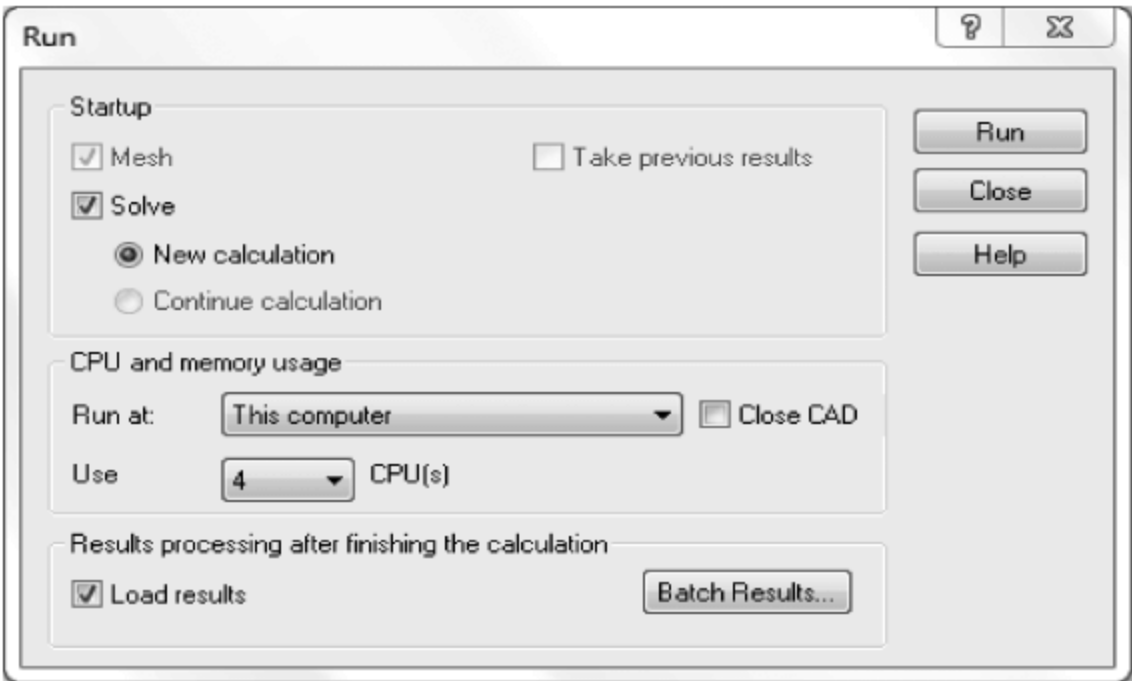 Run
Startup
Mesh
Take previous results
Solve
New calculation
Continue calculation
CPU and memory usage
Run at: This computer Close CAD
Use 4 CPU(s)
Results processing after finishing the calculation
Load results Batch Results...
Run
Close
Help